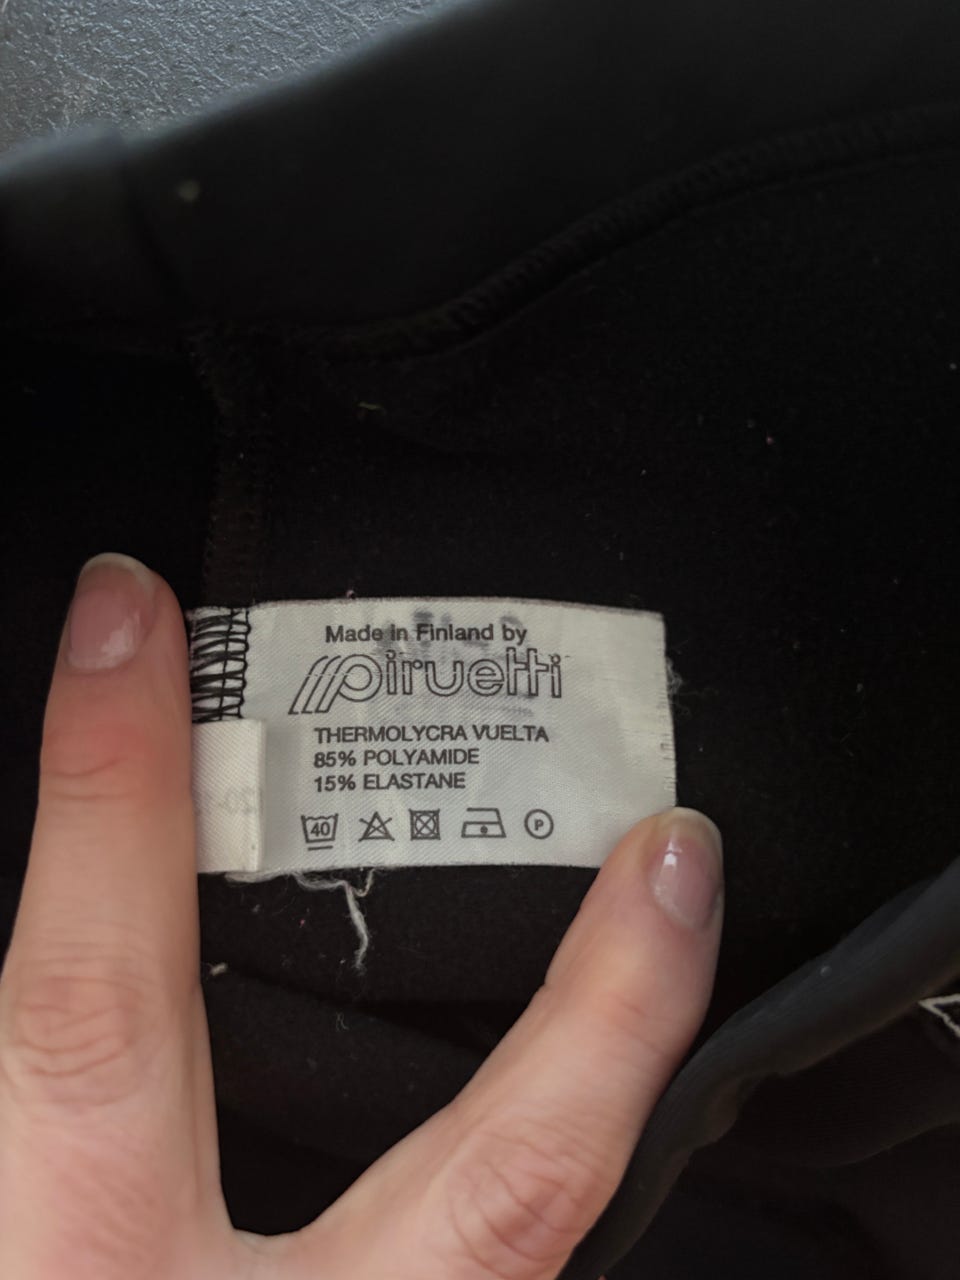 Made in Finland by
piruetti
THERMOLYCRA VUELTA
85% POLYAMIDE
15% ELASTANE
40 P